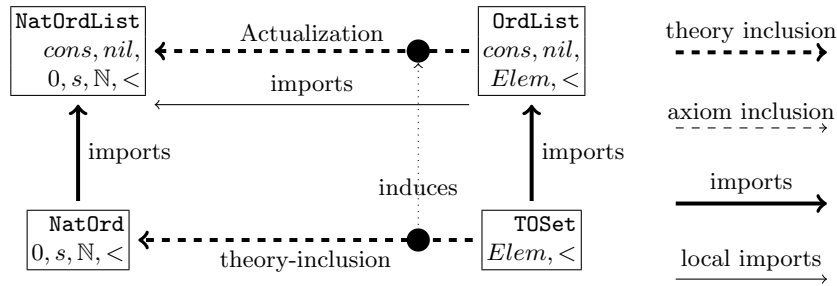 NatOrdList
cons, nil,
0, s, ℕ, <
Actualization
imports
OrdList
cons, nil,
Elem, <
theory inclusion
axiom inclusion
imports
induces
imports
imports
NatOrd
0, s, ℕ, <
theory-inclusion
TOSet
Elem, <
local imports